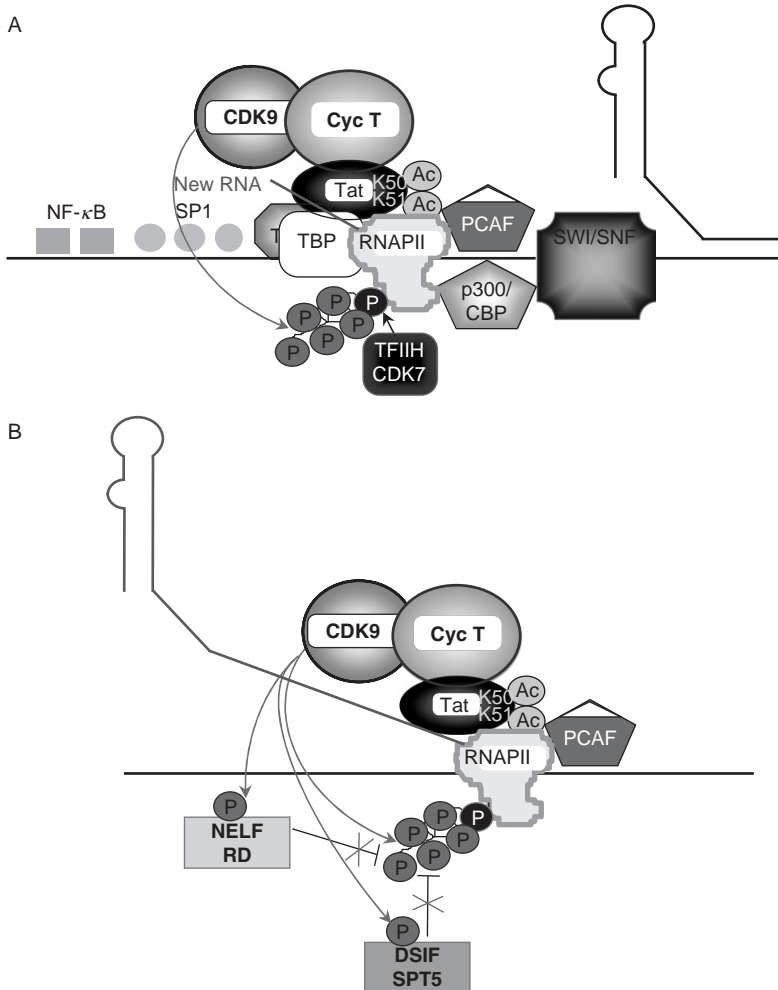 A
CDK9
Cyc T
New RNA
Tat
K50
K51
Ac
Ac
NF-κB
SP1
T
TBP
RNAPII
PCAF
SWI/SNF
p300/
CBP
P
P
P
P
P
P
TFIIH
CDK7
B
CDK9
Cyc T
Tat
K50
K51
Ac
Ac
RNAPII
PCAF
P
NELF
RD
P
P
P
P
P
P
P
DSIF
SPT5